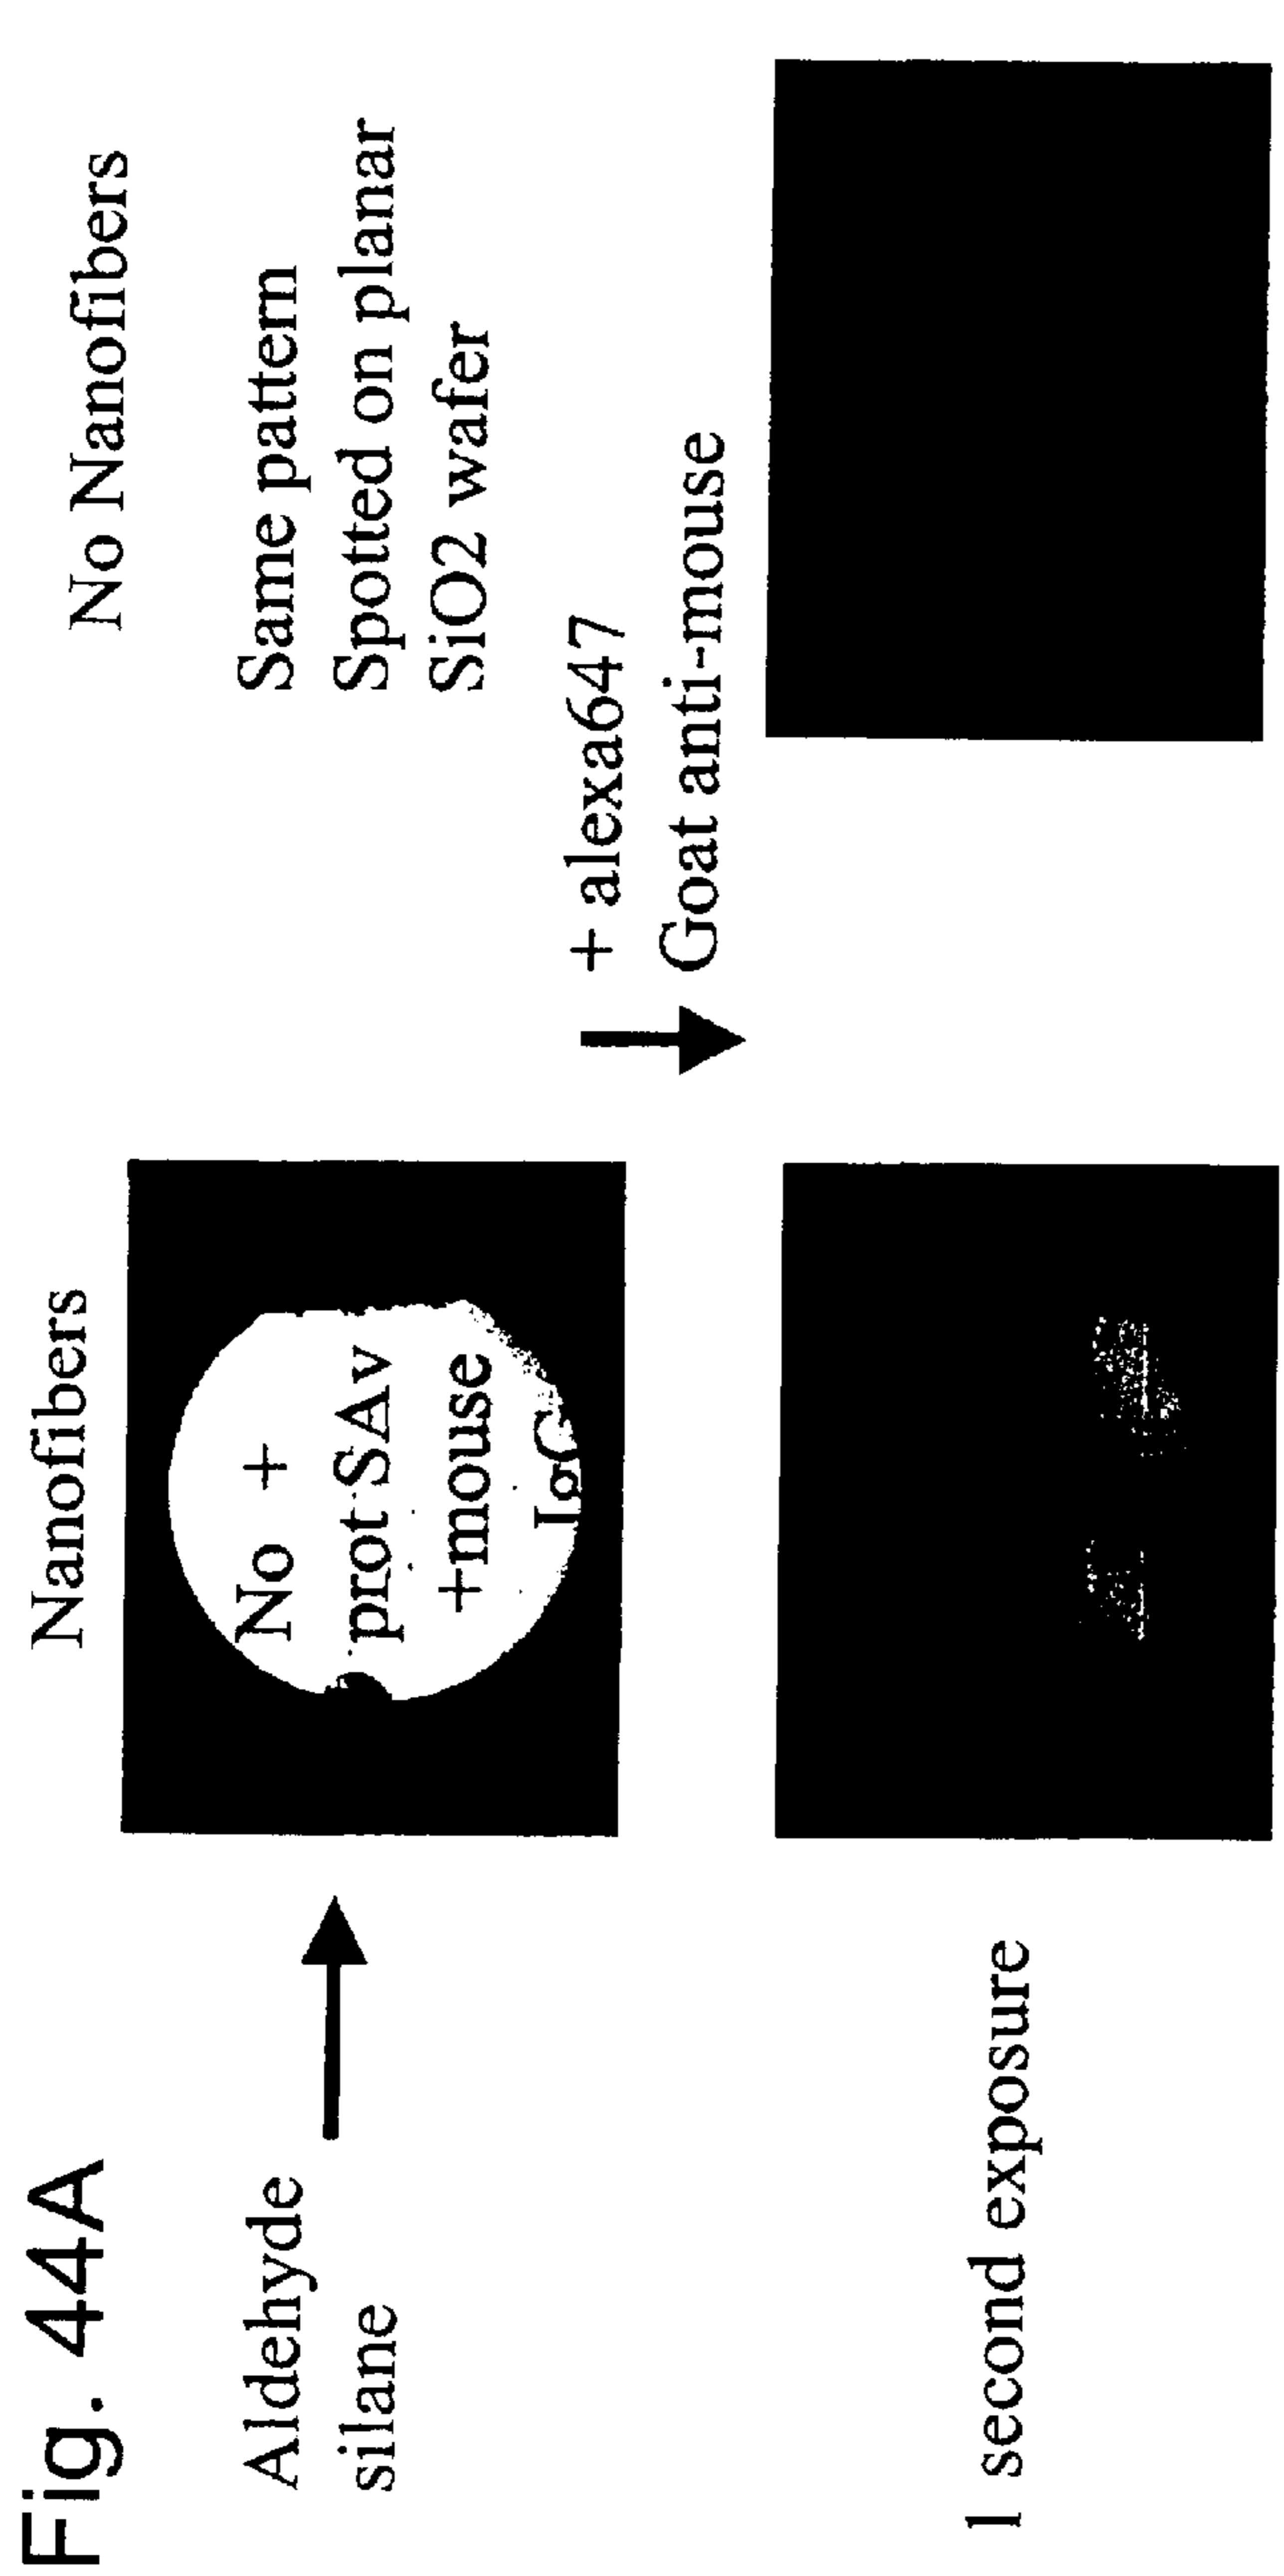 Fig. 44A
Nanofibers
No Nanofibers
Aldehyde
silane
No +
prot SAv
+mouse
IgG
Same pattern
Spotted on planar
SiO2 wafer
+ alexa647
Goat anti-mouse
1 second exposure